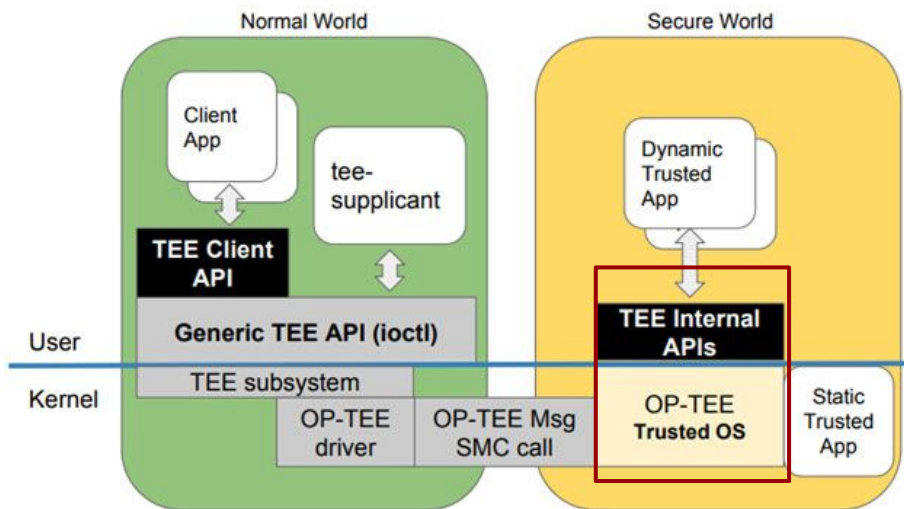 Normal World
Secure World
Client
App
tee-
supplicant
Dynamic
Trusted
App
TEE Client
API
Generic TEE API (ioctl)
TEE Internal
APIs
User
Kernel
TEE subsystem
OP-TEE
driver
OP-TEE Msg
SMC call
OP-TEE
Trusted OS
Static
Trusted
App